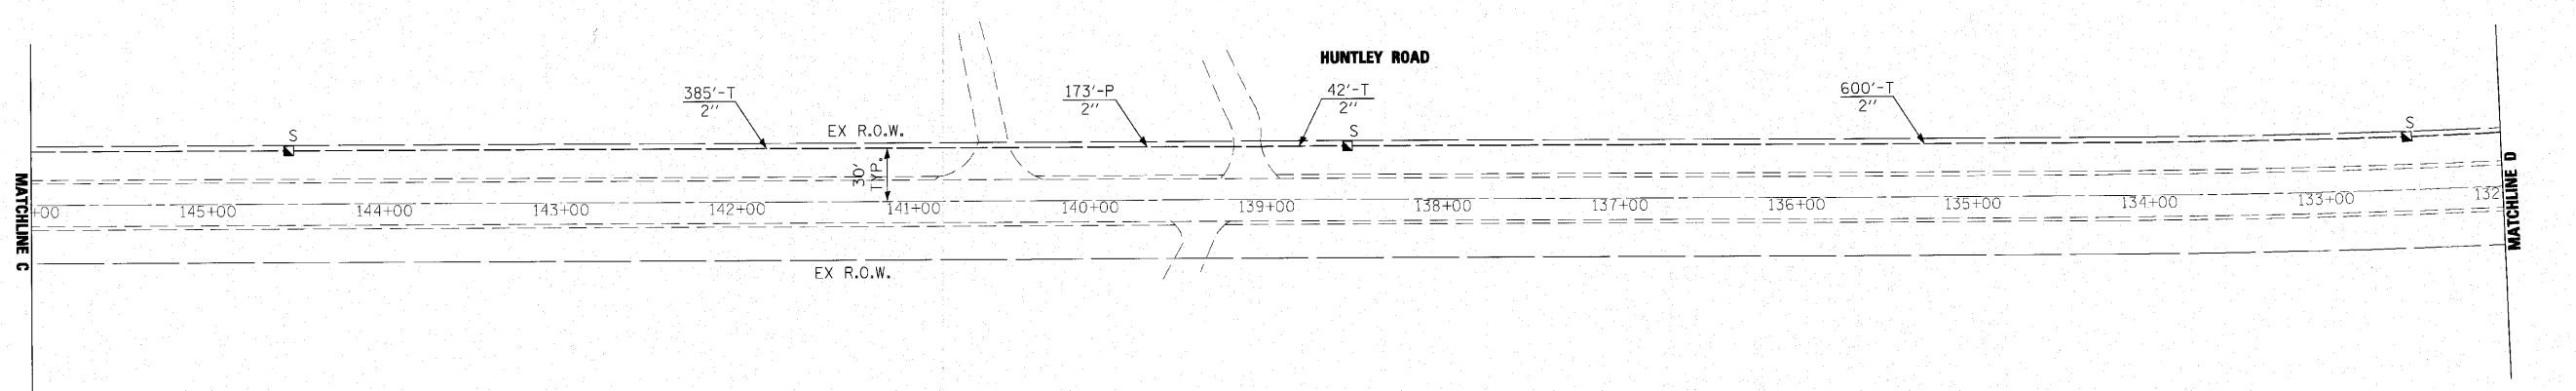 HUNTLEY ROAD
385'-T
2"
173'-P
2"
42'-T
2"
600'-T
2"
S
EX R.O.W.
S
S
30'
TYP.
MATCHLINE C
+00
145+00
144+00
143+00
142+00
141+00
140+00
139+00
138+00
137+00
136+00
135+00
134+00
133+00
132
MATCHLINE D
EX R.O.W.